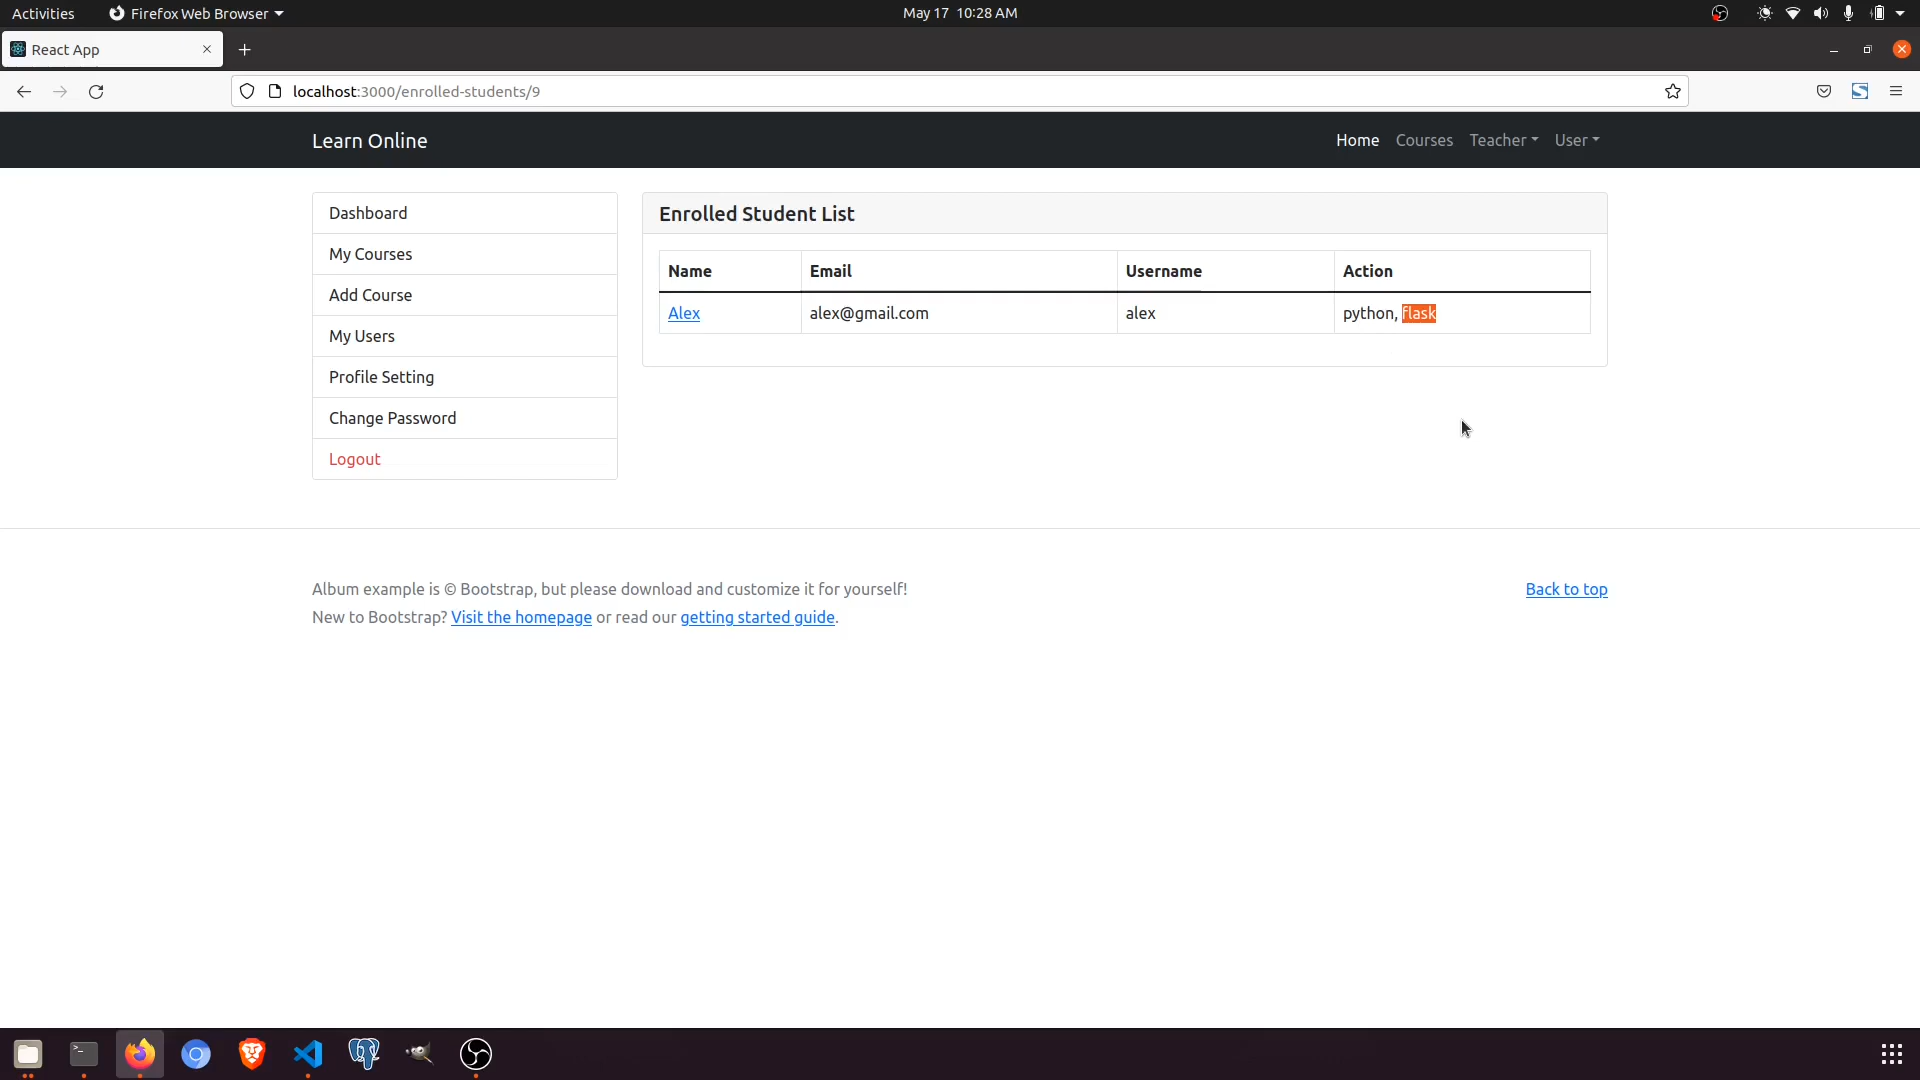 Activities
Firefox Web Browser
May 17 10:28 AM
React App
localhost:3000/enrolled-students/9
Learn Online
Home
Courses
Teacher
User
Dashboard
My Courses
Add Course
My Users
Profile Setting
Change Password
Logout
Enrolled Student List
Name Email Username Action
Alex alex@gmail.com alex python, flask
Album example is © Bootstrap, but please download and customize it for yourself!
New to Bootstrap? Visit the homepage or read our getting started guide.
Back to top